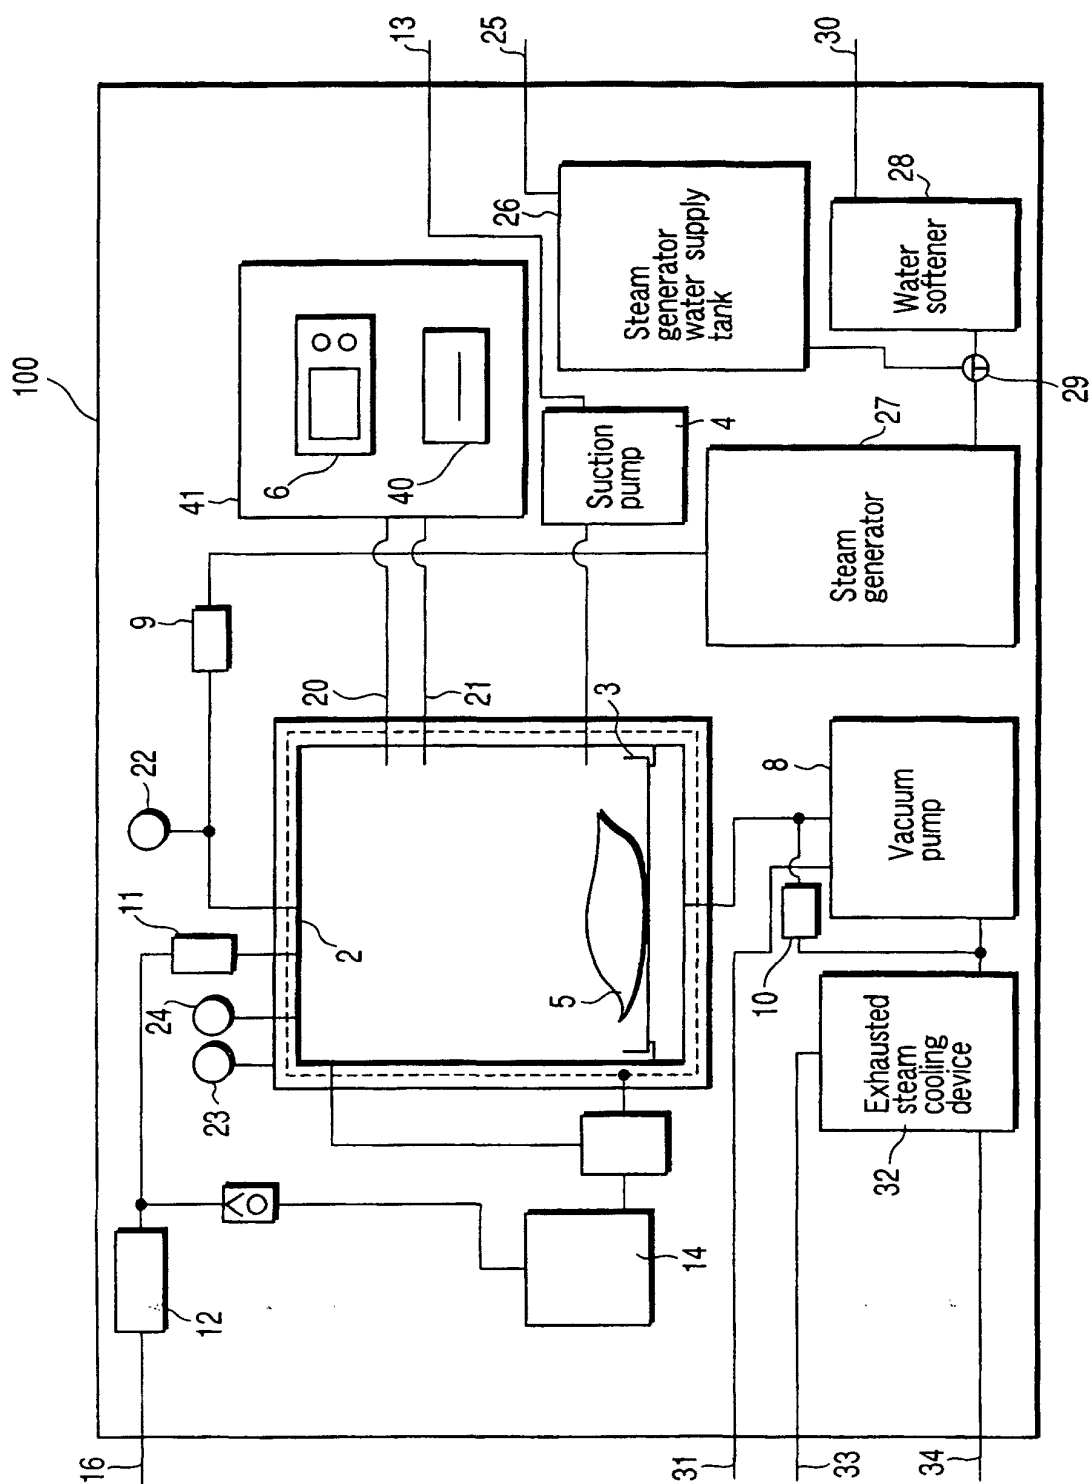 100
16
11
22
9
24
12
23
41
6
20
2
40
13
21
25
26
5
3
Suction
pump
Steam
generator
water supply
tank
31
14
4
10
8
33
30
Steam
generator
27
28
Exhausted
steam
cooling
device
32
Vacuum
pump
Water
softener
34
29